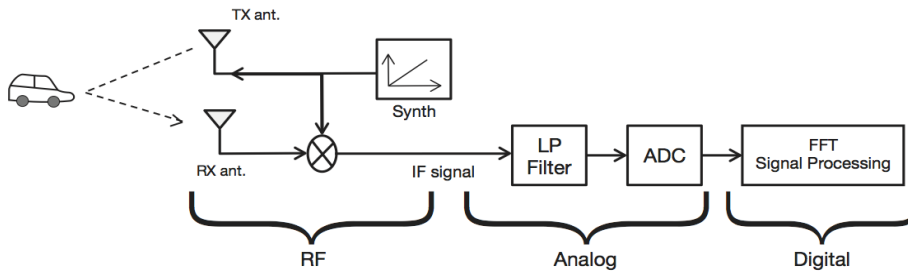 TX ant.
Synth
RX ant.
IF signal
LP
Filter
ADC
FFT
Signal Processing
RF
Analog
Digital